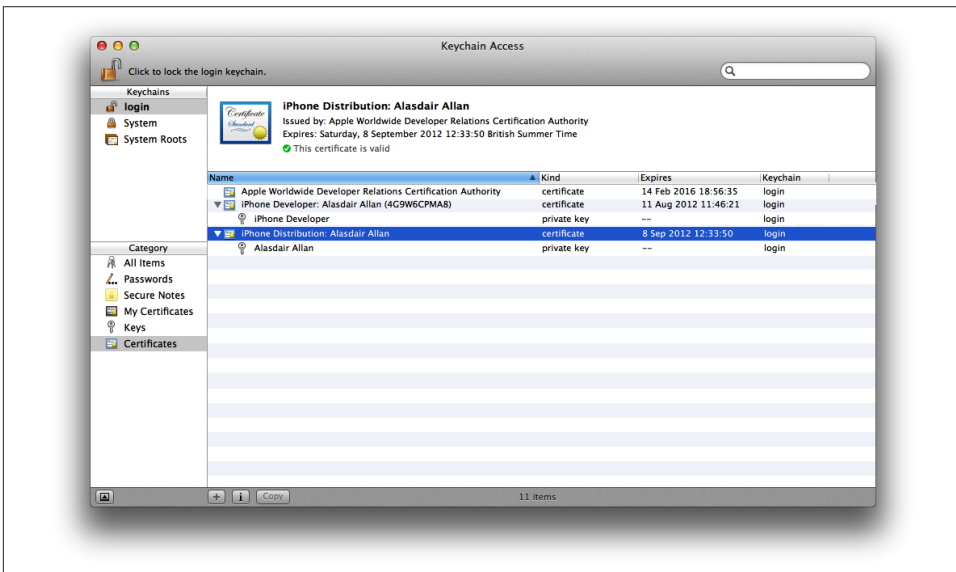 Keychain Access
Click to lock the login keychain.
Keychains
login
System
System Roots
Certificate
Standard
iPhone Distribution: Alasdair Allan
Issued by: Apple Worldwide Developer Relations Certification Authority
Expires: Saturday, 8 September 2012 12:33:50 British Summer Time
This certificate is valid
Name Kind Expires Keychain
Apple Worldwide Developer Relations Certification Authority certificate 14 Feb 2016 18:56:35 login
iPhone Developer: Alasdair Allan (4G9W6CPMA8) certificate 11 Aug 2012 11:46:21 login
iPhone Developer private key -- login
iPhone Distribution: Alasdair Allan certificate 8 Sep 2012 12:33:50 login
Alasdair Allan private key -- login
Category
All Items
Passwords
Secure Notes
My Certificates
Keys
Certificates
+ i Copy 11 items